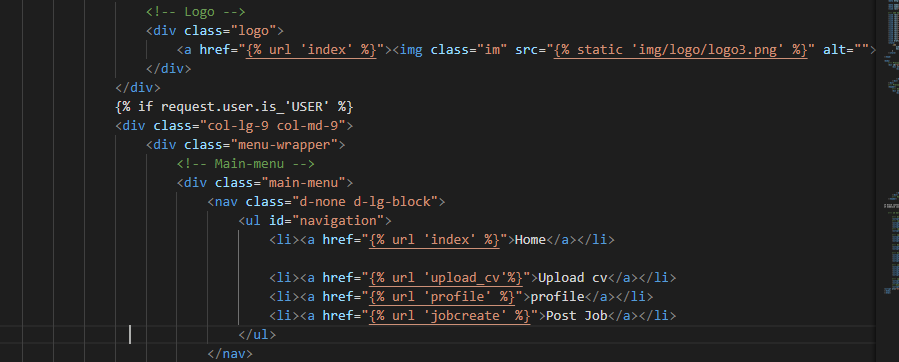 <!-- Logo -->
<div class="logo">
<a href="{% url 'index' %}"><img class="im" src="{% static 'img/logo/logo3.png' %}" alt="">
</div>
</div>
{% if request.user.is_'USER' %}
<div class="col-lg-9 col-md-9">
<div class="menu-wrapper">
<!-- Main-menu -->
<div class="main-menu">
<nav class="d-none d-lg-block">
<ul id="navigation">
<li><a href="{% url 'index' %}">Home</a></li>
<li><a href="{% url 'upload_cv'%}">Upload cv</a></li>
<li><a href="{% url 'profile' %}">profile</a></li>
<li><a href="{% url 'jobcreate' %}">Post Job</a></li>
</ul>
</nav>